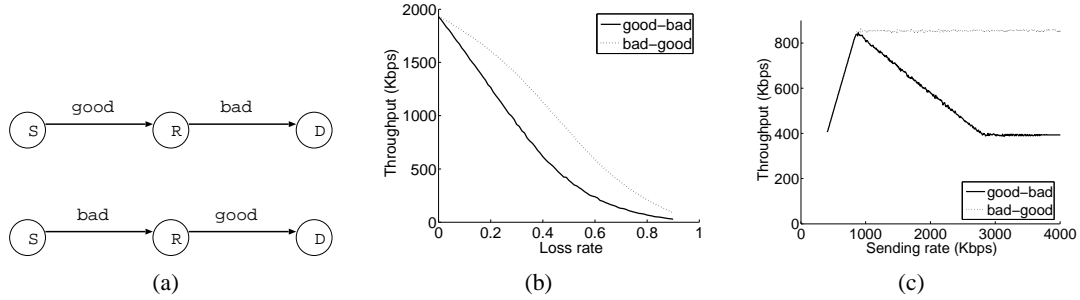 good
bad
S
R
D
bad
good
S
R
D
(a)
2000
1500
1000
500
0
0
0.2
0.4
0.6
0.8
1
Throughput (Kbps)
Loss rate
good−bad
bad−good
(b)
800
600
400
200
0
0
1000
2000
3000
4000
Throughput (Kbps)
Sending rate (Kbps)
good−bad
bad−good
(c)